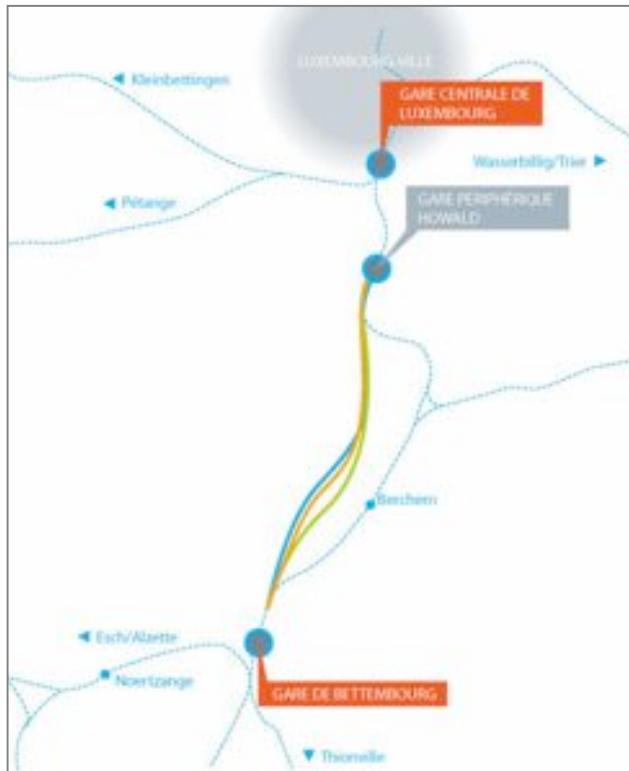 LUXEMBOURG VILLE
Kleinbettingen
GARE CENTRALE DE
LUXEMBOURG
Wasserbillig/Trier
Pétange
GARE PÉRIPHÉRIQUE
HOWALD
Berchem
Esch/Alzette
Noertzange
GARE DE BETTEMBOURG
Thionville